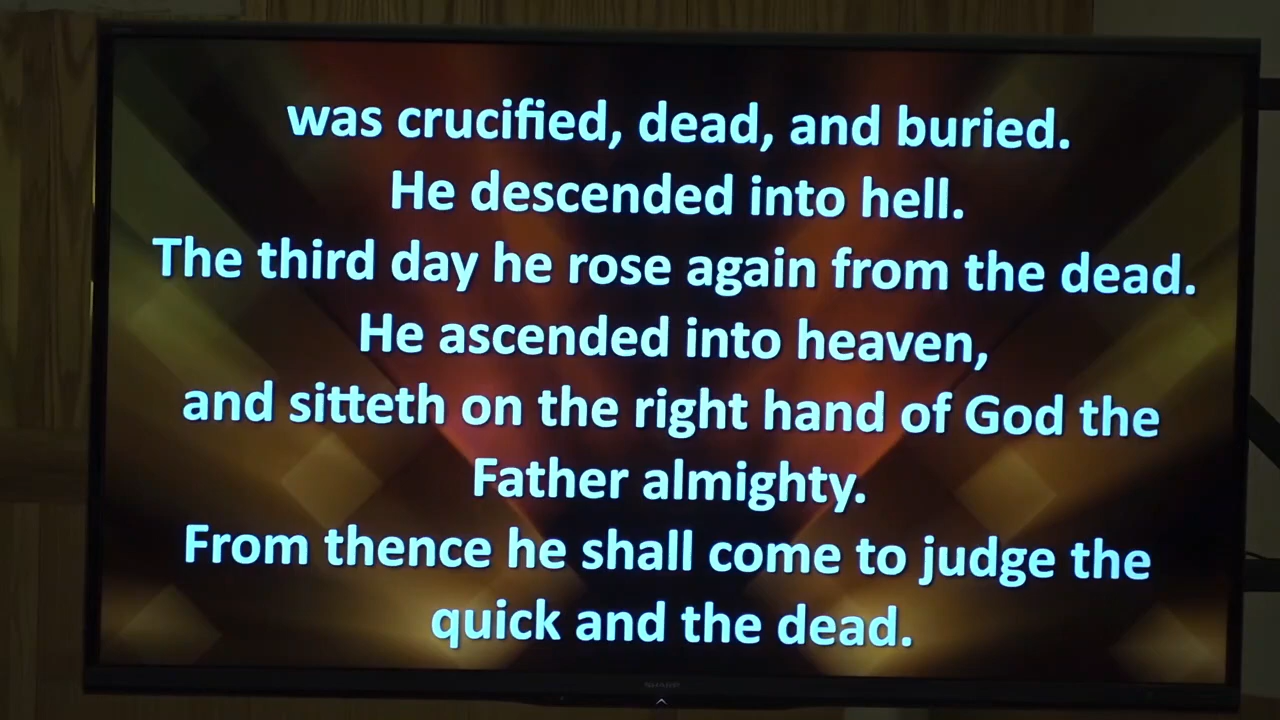 was crucified, dead, and buried.
He descended into hell.
The third day he rose again from the dead.
He ascended into heaven,
and sitteth on the right hand of God the
Father almighty.
From thence he shall come to judge the
quick and the dead.
SHARP